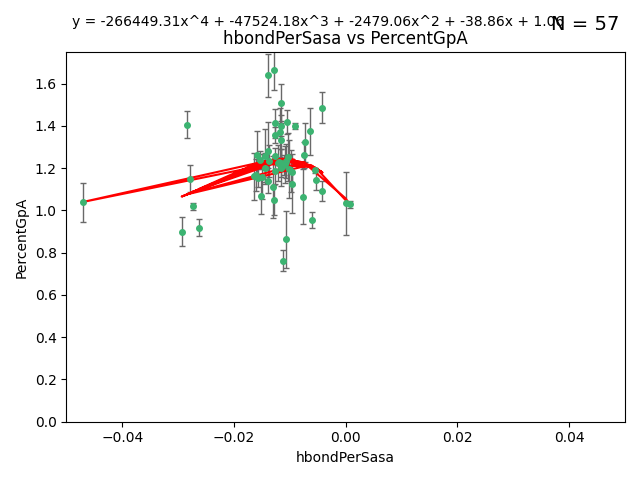 y = -266449.31x^4 + -47524.18x^3 + -2479.06x^2 + -38.86x + 1.06
N = 57
hbondPerSasa vs PercentGpA
PercentGpA
1.6
1.4
1.2
1.0
0.8
0.6
0.4
0.2
0.0
−0.04 −0.02 0.00 0.02 0.04
hbondPerSasa